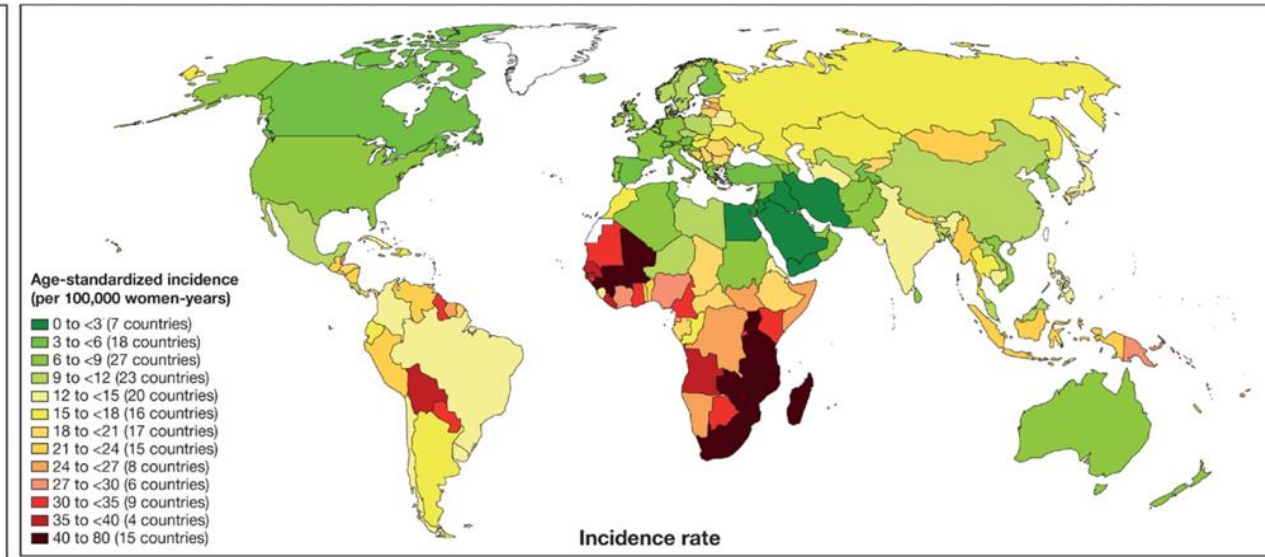 Age-standardized incidence
(per 100,000 women-years)
0 to <3 (7 countries)
3 to <6 (18 countries)
6 to <9 (27 countries)
9 to <12 (23 countries)
12 to <15 (20 countries)
15 to <18 (16 countries)
18 to <21 (17 countries)
21 to <24 (15 countries)
24 to <27 (8 countries)
27 to <30 (6 countries)
30 to <35 (9 countries)
35 to <40 (4 countries)
40 to 80 (15 countries)
Incidence rate